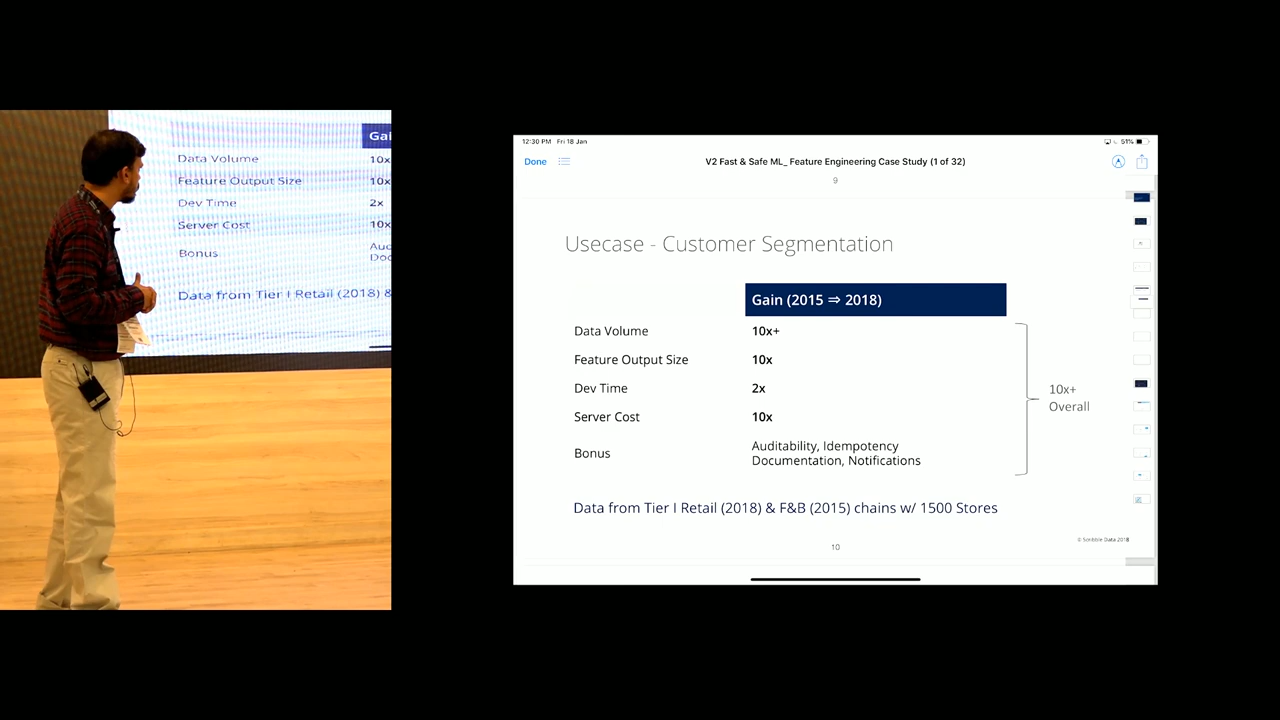 Gai
Data Volume 10x
Feature Output Size 10x
Dev Time 2x
Server Cost 10x
Bonus Auc
Doc
Data from Tier I Retail (2018) &
12:30 PM Fri 18 Jan 51%
Done V2 Fast & Safe ML_ Feature Engineering Case Study (1 of 32)
9
Usecase - Customer Segmentation
Gain (2015 ⇒ 2018)
Data Volume 10x+
Feature Output Size 10x
Dev Time 2x
Server Cost 10x
Bonus Auditability, Idempotency
Documentation, Notifications
10x+
Overall
Data from Tier I Retail (2018) & F&B (2015) chains w/ 1500 Stores
© Scribble Data 2018
10